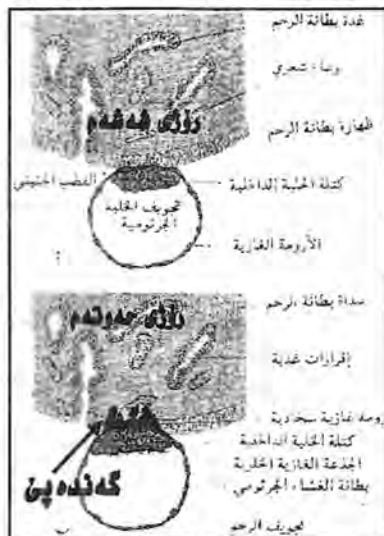 غدة بطانة الرحم
وعاء شعري
رۆژی شەشەم
ظهارة بطانة الرحم
كتلة الخلية الداخلية
القطب الجنيني
تجويف الخلية
الجرثومية
الأرومة الغازية
أ
سداة بطانة الرحم
رۆژی حەوتەم
إفرازات غدية
رومة غازية مخلوية
كتلة الخلية الداخلية
الجذعة الغازية الخلوية
گەندەپێ
بطانة الغشاء الجرثومي
ب
تجويف الرحم